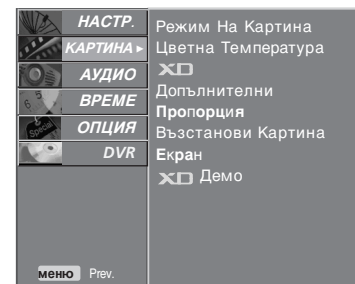 НАСТР.
КАРТИНА ►
АУДИО
ВРЕМЕ
ОПЦИЯ
DVR
Режим На Картина
Цветна Температура
XD
Допълнителни
Пропорция
Възстанови Картина
Екран
XD Демо
меню Prev.
Special